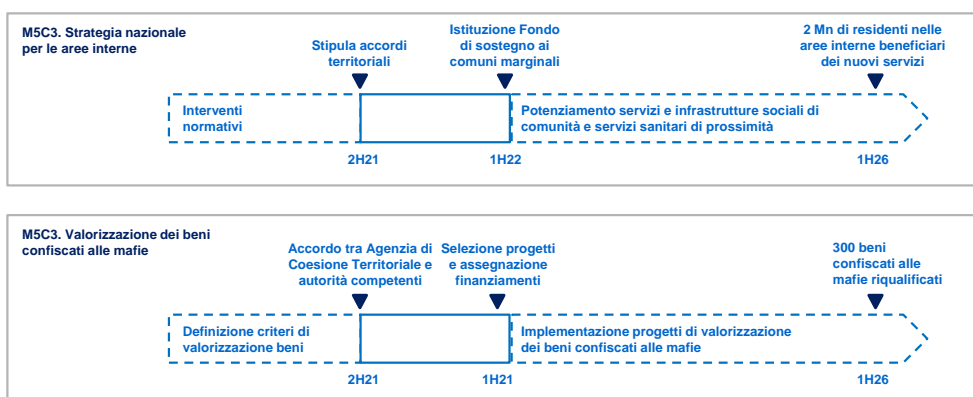 M5C3. Strategia nazionale
per le aree interne
Stipula accordi
territoriali
Istituzione Fondo
di sostegno ai
comuni marginali
2 Mn di residenti nelle
aree interne beneficiari
dei nuovi servizi
Interventi
normativi
Potenziamento servizi e infrastrutture sociali di
comunità e servizi sanitari di prossimità
2H21
1H22
1H26
M5C3. Valorizzazione dei beni
confiscati alle mafie
Accordo tra Agenzia di
Coesione Territoriale e
autorità competenti
Selezione progetti
e assegnazione
finanziamenti
300 beni
confiscati alle
mafie riqualificati
Definizione criteri di
valorizzazione beni
Implementazione progetti di valorizzazione
dei beni confiscati alle mafie
2H21
1H21
1H26